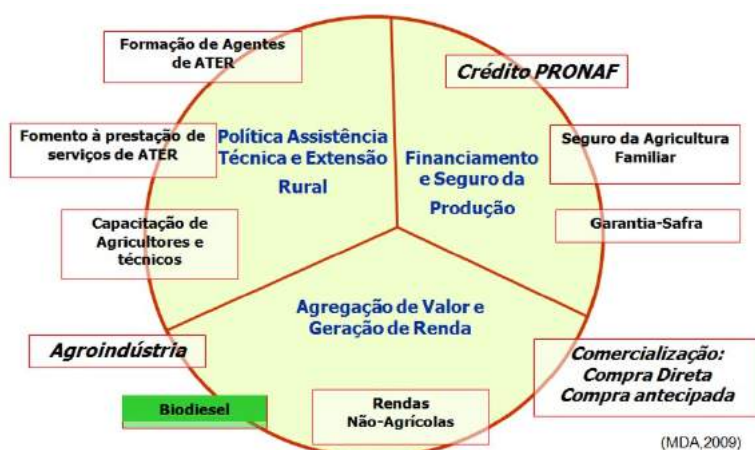 Formação de Agentes
de ATER
Crédito PRONAF
Fomento à prestação de
serviços de ATER
Política Assistência
Técnica e Extensão
Rural
Financiamento
e Seguro da
Produção
Seguro da Agricultura
Familiar
Capacitação de
Agricultores e
técnicos
Garantia-Safra
Agregação de Valor e
Geração de Renda
Agroindústria
Comercialização:
Compra Direta
Compra antecipada
Biodiesel
Rendas
Não-Agrícolas
(MDA,2009)